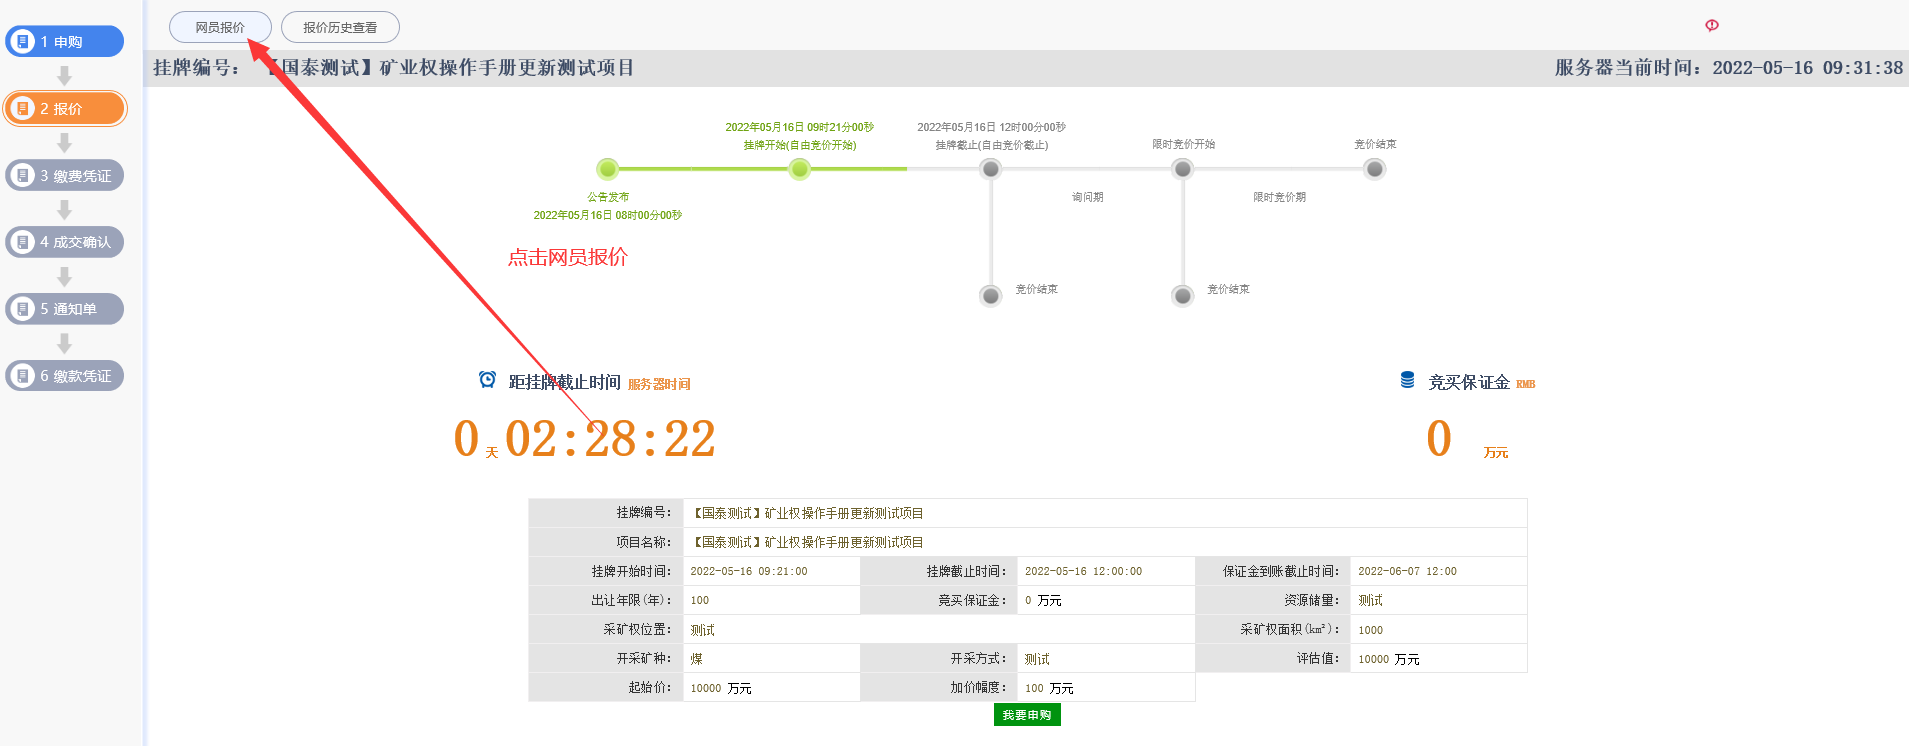 网员报价
报价历史查看
1 申购
2 报价
3 缴费凭证
4 成交确认
5 通知单
6 缴款凭证
挂牌编号： 【国泰测试】矿业权操作手册更新测试项目
服务器当前时间：2022-05-16 09:31:38
2022年05月16日 09时21分00秒
挂牌开始(自由竞价开始)
2022年05月16日 12时00分00秒
挂牌截止(自由竞价截止)
限时竞价开始
竞价结束
公告发布
2022年05月16日 08时00分00秒
询问期
限时竞价期
点击网员报价
竞价结束
竞价结束
距挂牌截止时间 服务器时间
0 天 02:28:22
竞买保证金 RMB
0 万元
挂牌编号： 【国泰测试】矿业权操作手册更新测试项目
项目名称： 【国泰测试】矿业权操作手册更新测试项目
挂牌开始时间： 2022-05-16 09:21:00 挂牌截止时间： 2022-05-16 12:00:00 保证金到账截止时间： 2022-06-07 12:00
出让年限(年)： 100 竞买保证金： 0 万元 资源储量： 测试
采矿权位置： 测试 采矿权面积(km²)： 1000
开采矿种： 煤 开采方式： 测试 评估值： 10000 万元
起始价： 10000 万元 加价幅度： 100 万元
我要申购